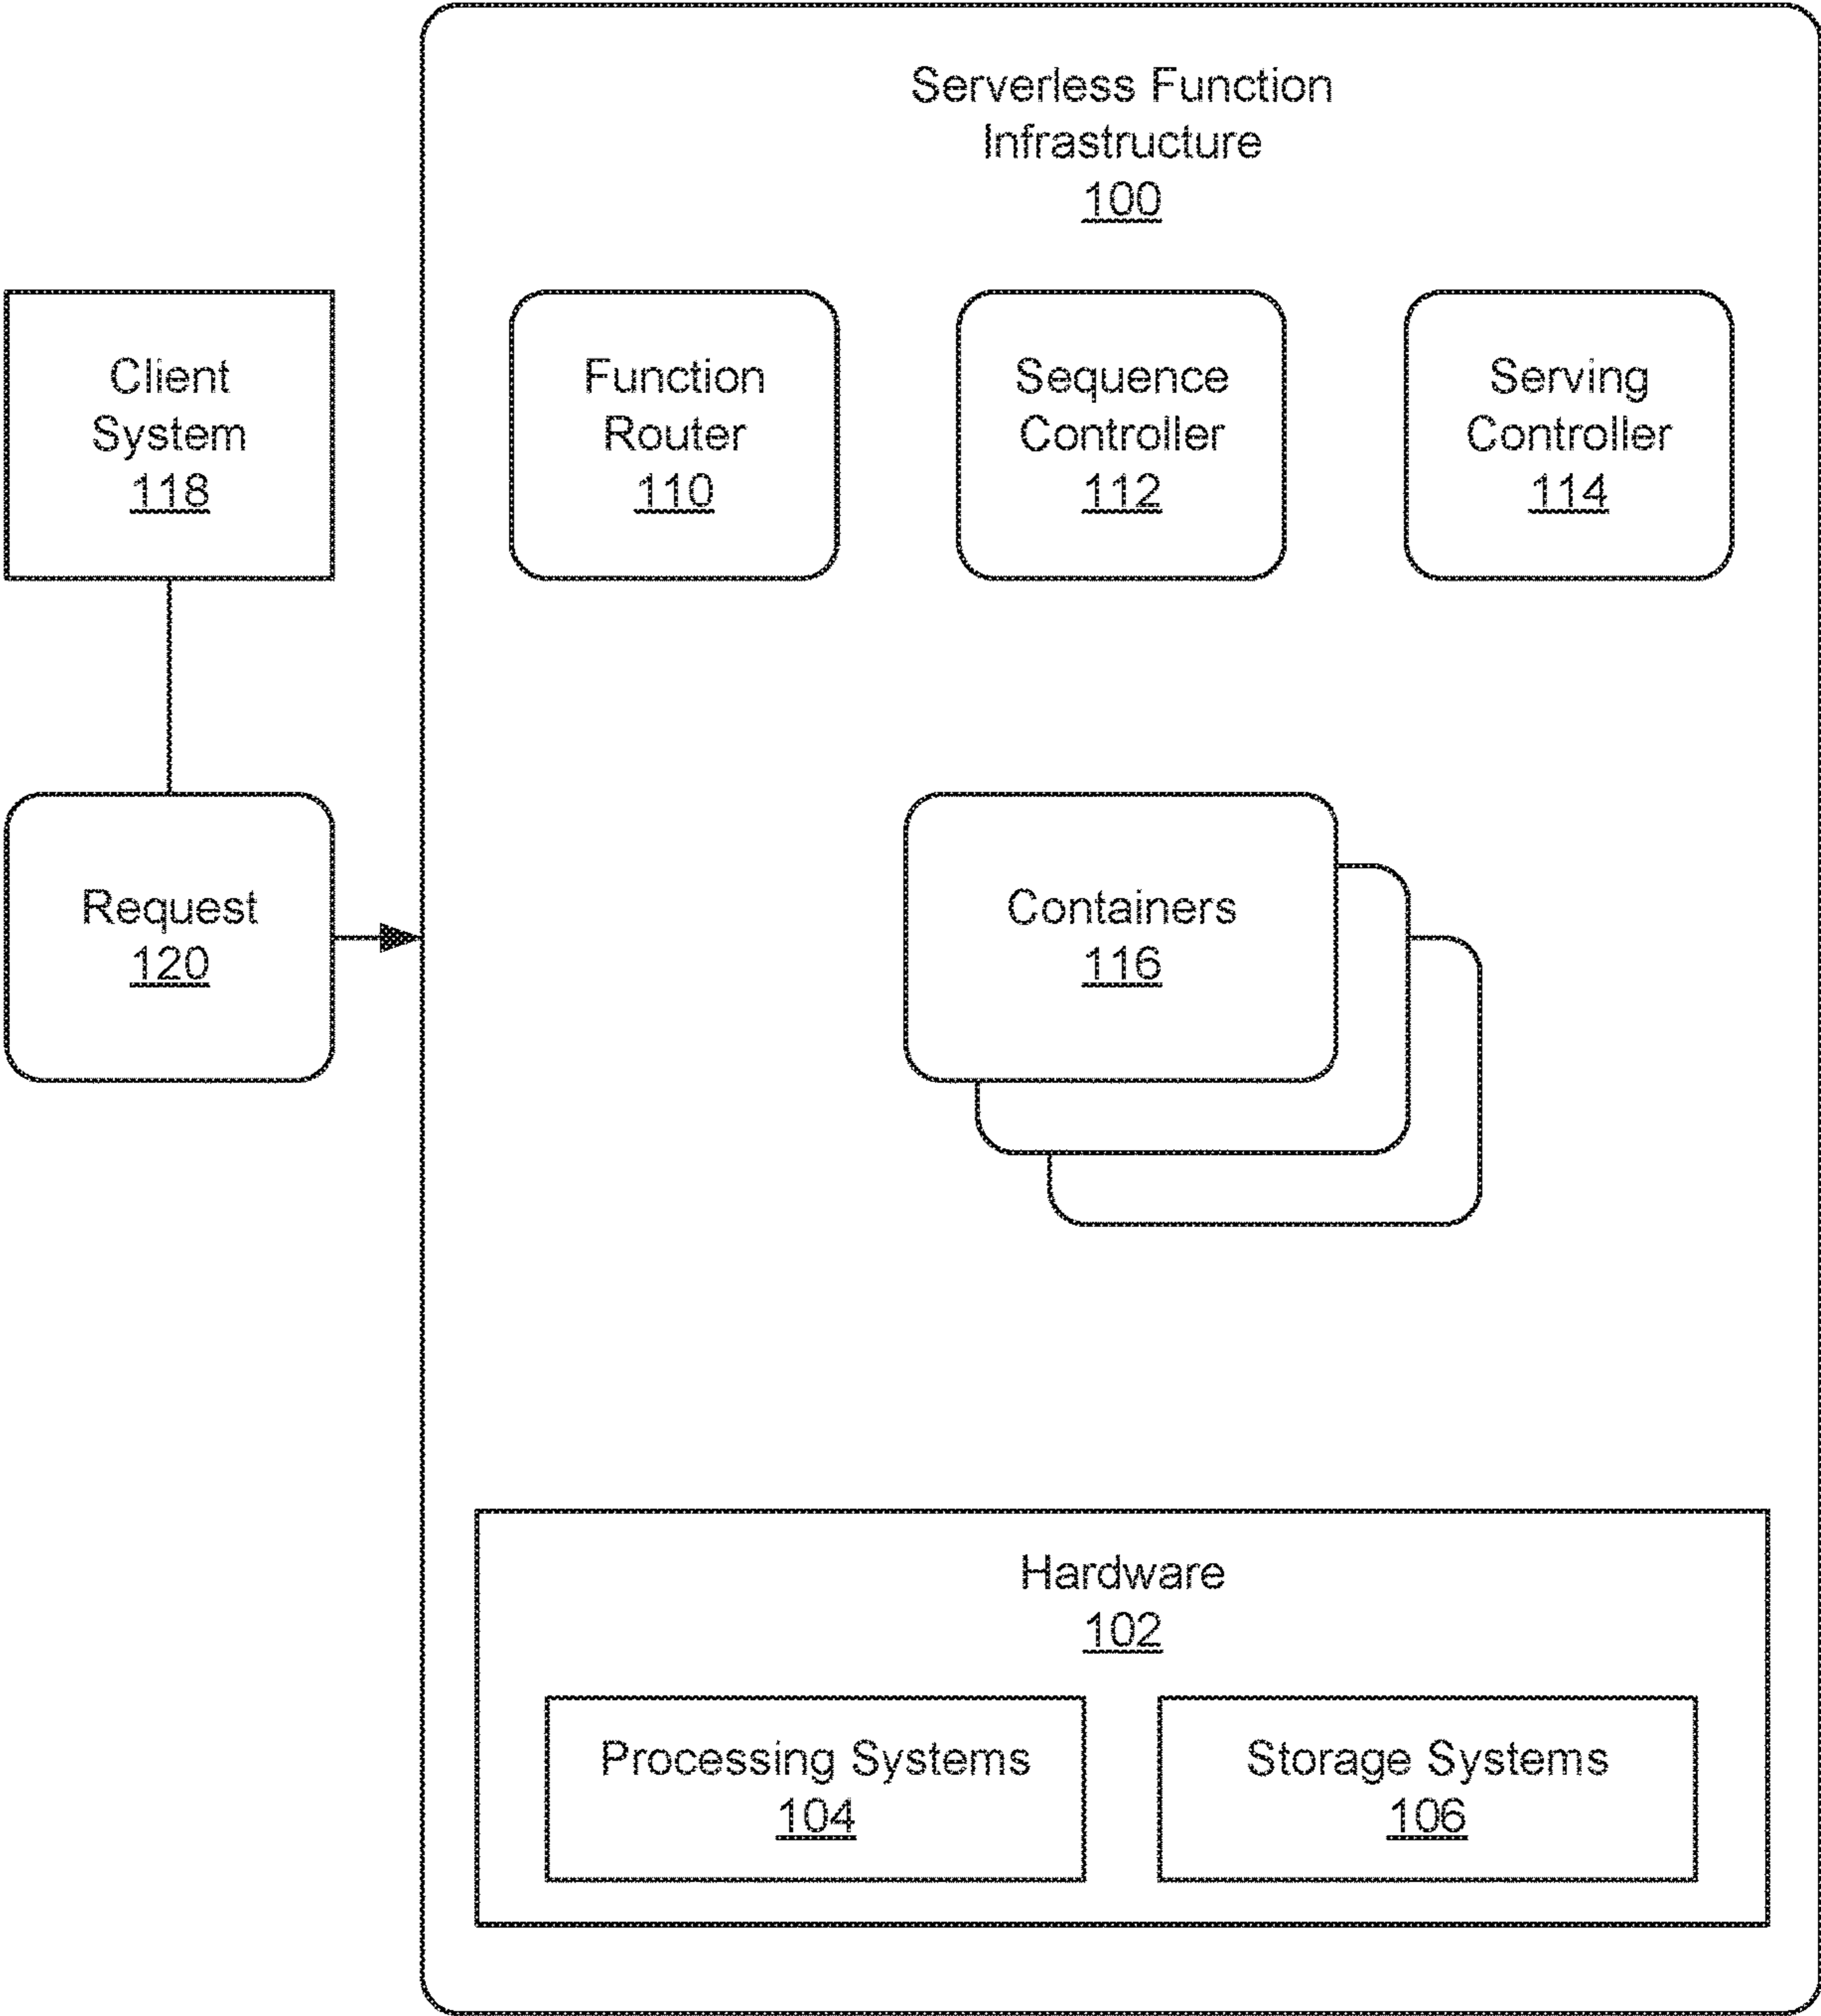 Serverless Function
Infrastructure
100
Client
System
118
Function
Router
110
Sequence
Controller
112
Serving
Controller
114
Request
120
Containers
116
Hardware
102
Processing Systems
104
Storage Systems
106